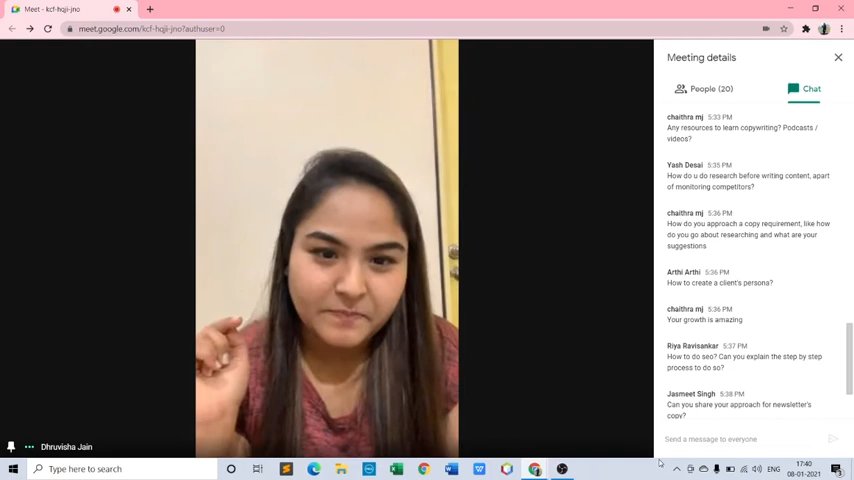 Meet - kcf-hqji-jno
meet.google.com/kcf-hqji-jno?authuser=0
Meeting details
People (20)
Chat
chaithra mj 5:33 PM
Any resources to learn copywriting? Podcasts /
videos?
Yash Desai 5:35 PM
How do u do research before writing content, apart
of monitoring competitors?
chaithra mj 5:36 PM
How do you approach a copy requirement, like how
do you go about researching and what are your
suggestions
Arthi Arthi 5:36 PM
How to create a client's persona?
chaithra mj 5:36 PM
Your growth is amazing
Riya Ravisankar 5:37 PM
How to do seo? Can you explain the step by step
process to do so?
Jasmeet Singh 5:38 PM
Can you share your approach for newsletter's
copy?
Send a message to everyone
Dhruvisha Jain
Type here to search
ENG
17:40
08-01-2021